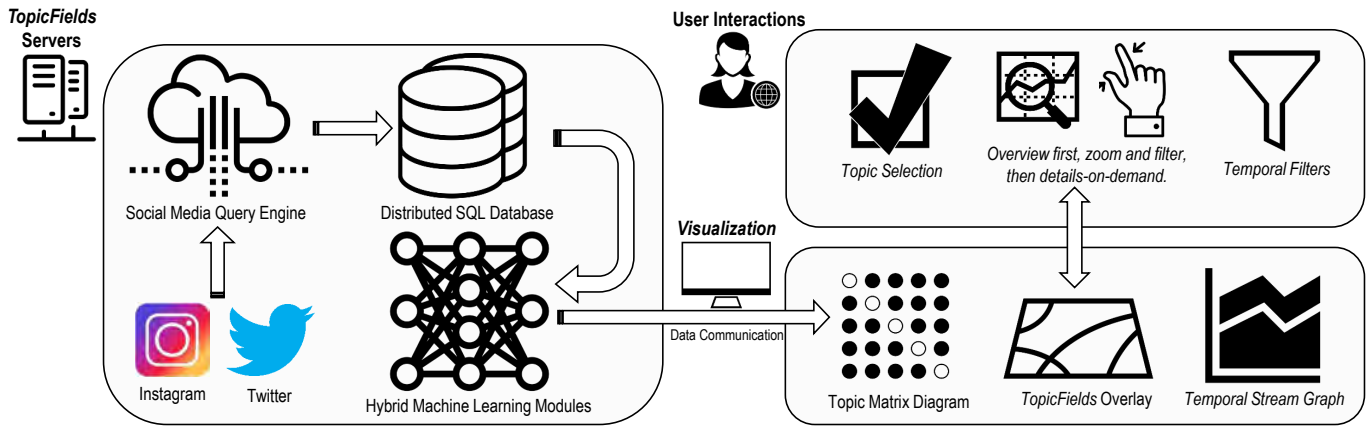 TopicFields
Servers
Social Media Query Engine
Distributed SQL Database
Instagram
Twitter
Hybrid Machine Learning Modules
User Interactions
Topic Selection
Overview first, zoom and filter,
then details-on-demand.
Temporal Filters
Visualization
Data Communication
Topic Matrix Diagram
TopicFields Overlay
Temporal Stream Graph